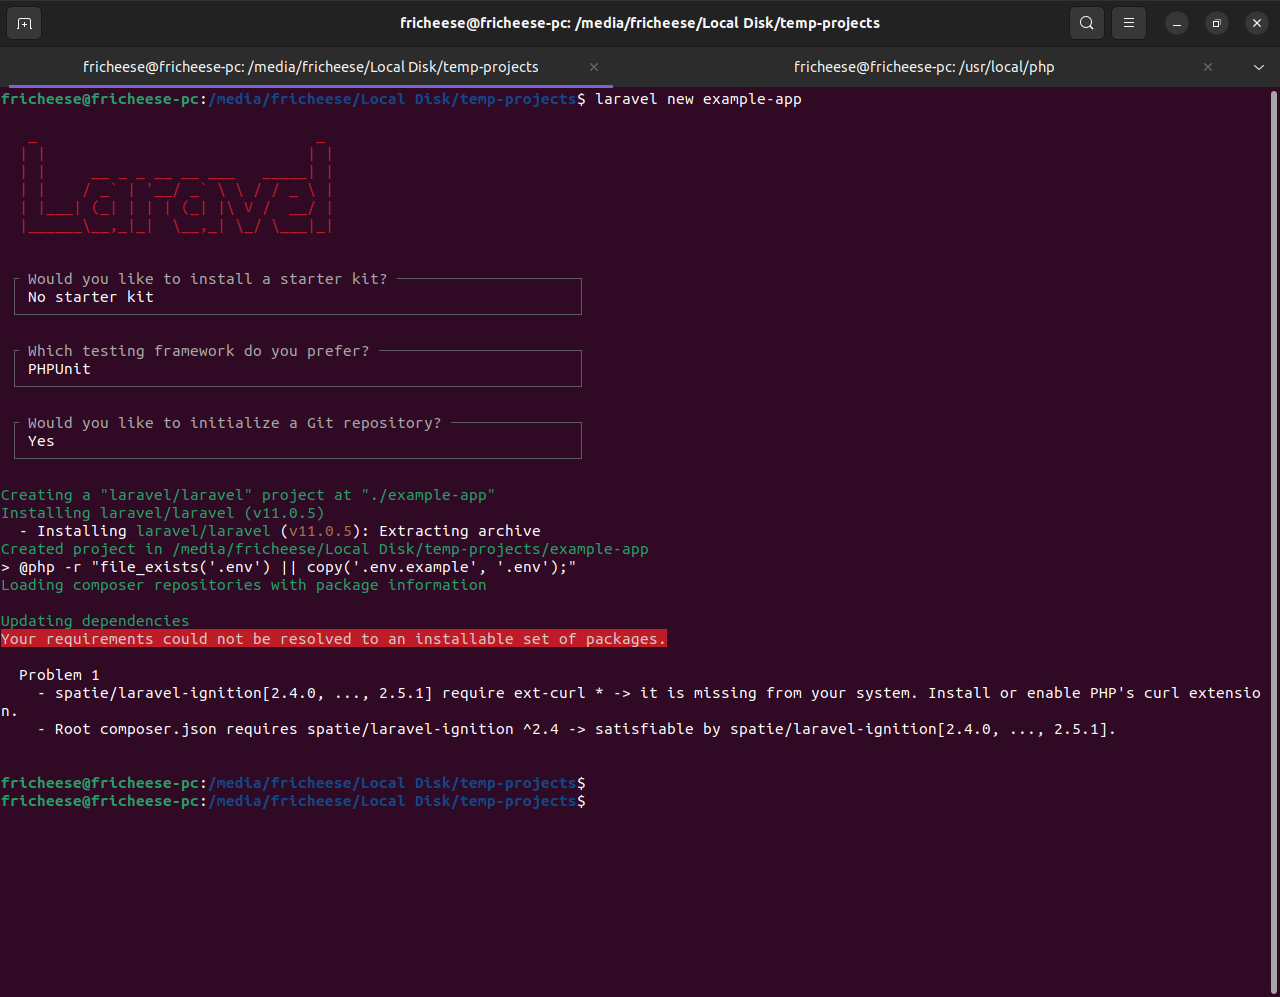 fricheese@fricheese-pc: /media/fricheese/Local Disk/temp-projects
fricheese@fricheese-pc: /media/fricheese/Local Disk/temp-projects
fricheese@fricheese-pc: /usr/local/php
fricheese@fricheese-pc:/media/fricheese/Local Disk/temp-projects$ laravel new example-app
Laravel
Would you like to install a starter kit?
No starter kit
Which testing framework do you prefer?
PHPUnit
Would you like to initialize a Git repository?
Yes
Creating a "laravel/laravel" project at "./example-app"
Installing laravel/laravel (v11.0.5)
- Installing laravel/laravel (v11.0.5): Extracting archive
Created project in /media/fricheese/Local Disk/temp-projects/example-app
> @php -r "file_exists('.env') || copy('.env.example', '.env');"
Loading composer repositories with package information
Updating dependencies
Your requirements could not be resolved to an installable set of packages.
Problem 1
- spatie/laravel-ignition[2.4.0, ..., 2.5.1] require ext-curl * -> it is missing from your system. Install or enable PHP's curl extensio
n.
- Root composer.json requires spatie/laravel-ignition ^2.4 -> satisfiable by spatie/laravel-ignition[2.4.0, ..., 2.5.1].
fricheese@fricheese-pc:/media/fricheese/Local Disk/temp-projects$
fricheese@fricheese-pc:/media/fricheese/Local Disk/temp-projects$